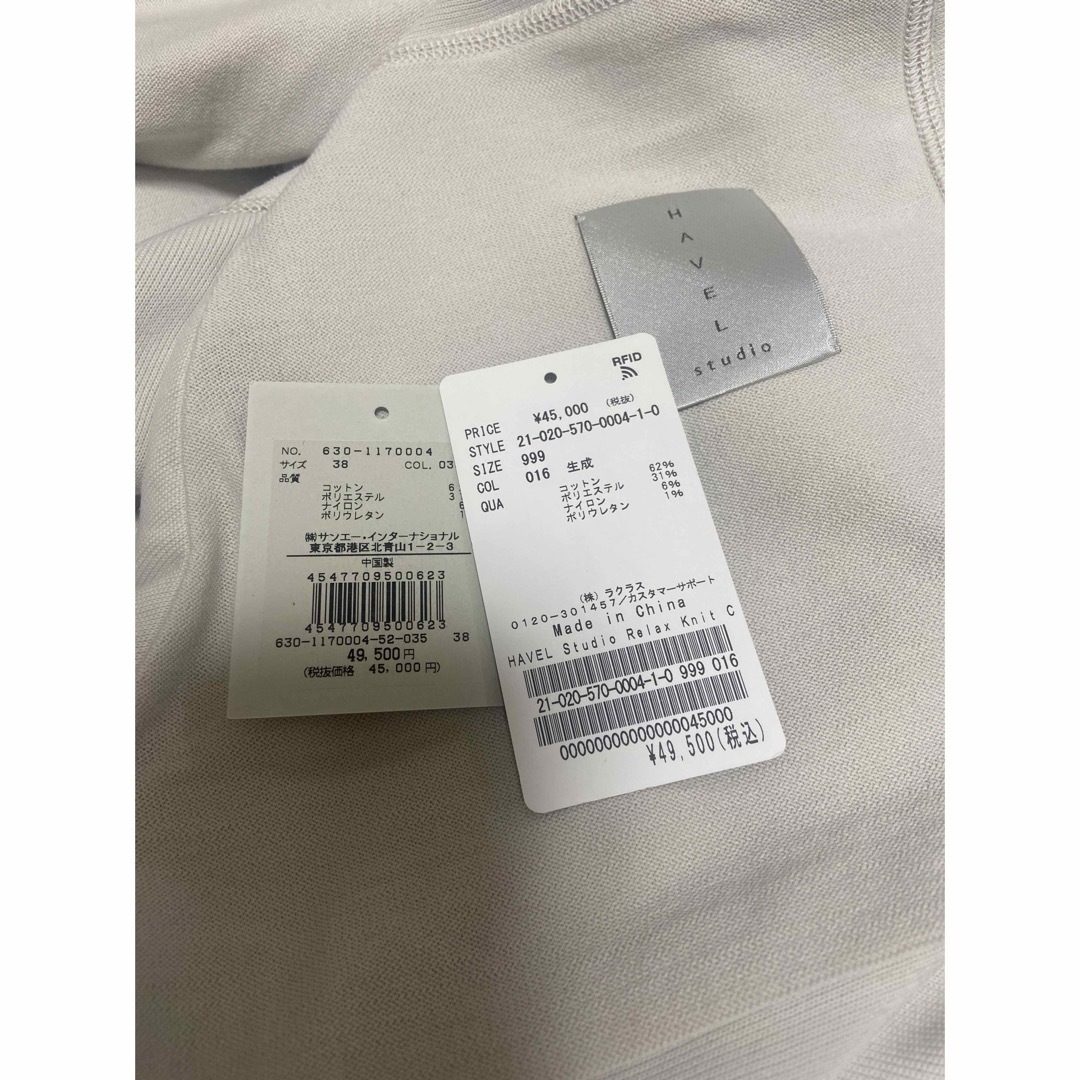 H
A
V
E
L
studio
NO. 630-1170004
サイズ 38 COL. 03
品質
コットン 6
ポリエステル 3
ナイロン 6
ポリウレタン 1
㈱サンエー・インターナショナル
東京都港区北青山1-2-3
中国製
4547709500623
4547709500623
630-1170004-52-035 38
49,500円
(税抜価格 45,000円)
RFID
PRICE ¥45,000 (税抜)
STYLE 21-020-570-0004-1-0
SIZE 999
COL 016 生成
QUA コットン 62%
ポリエステル 31%
ナイロン 6%
ポリウレタン 1%
(株) ラクラス
0120-301457/カスタマーサポート
Made in China
HAVEL Studio Relax Knit C
21-020-570-0004-1-0 999 016
00000000000000045000
¥49,500(税込)